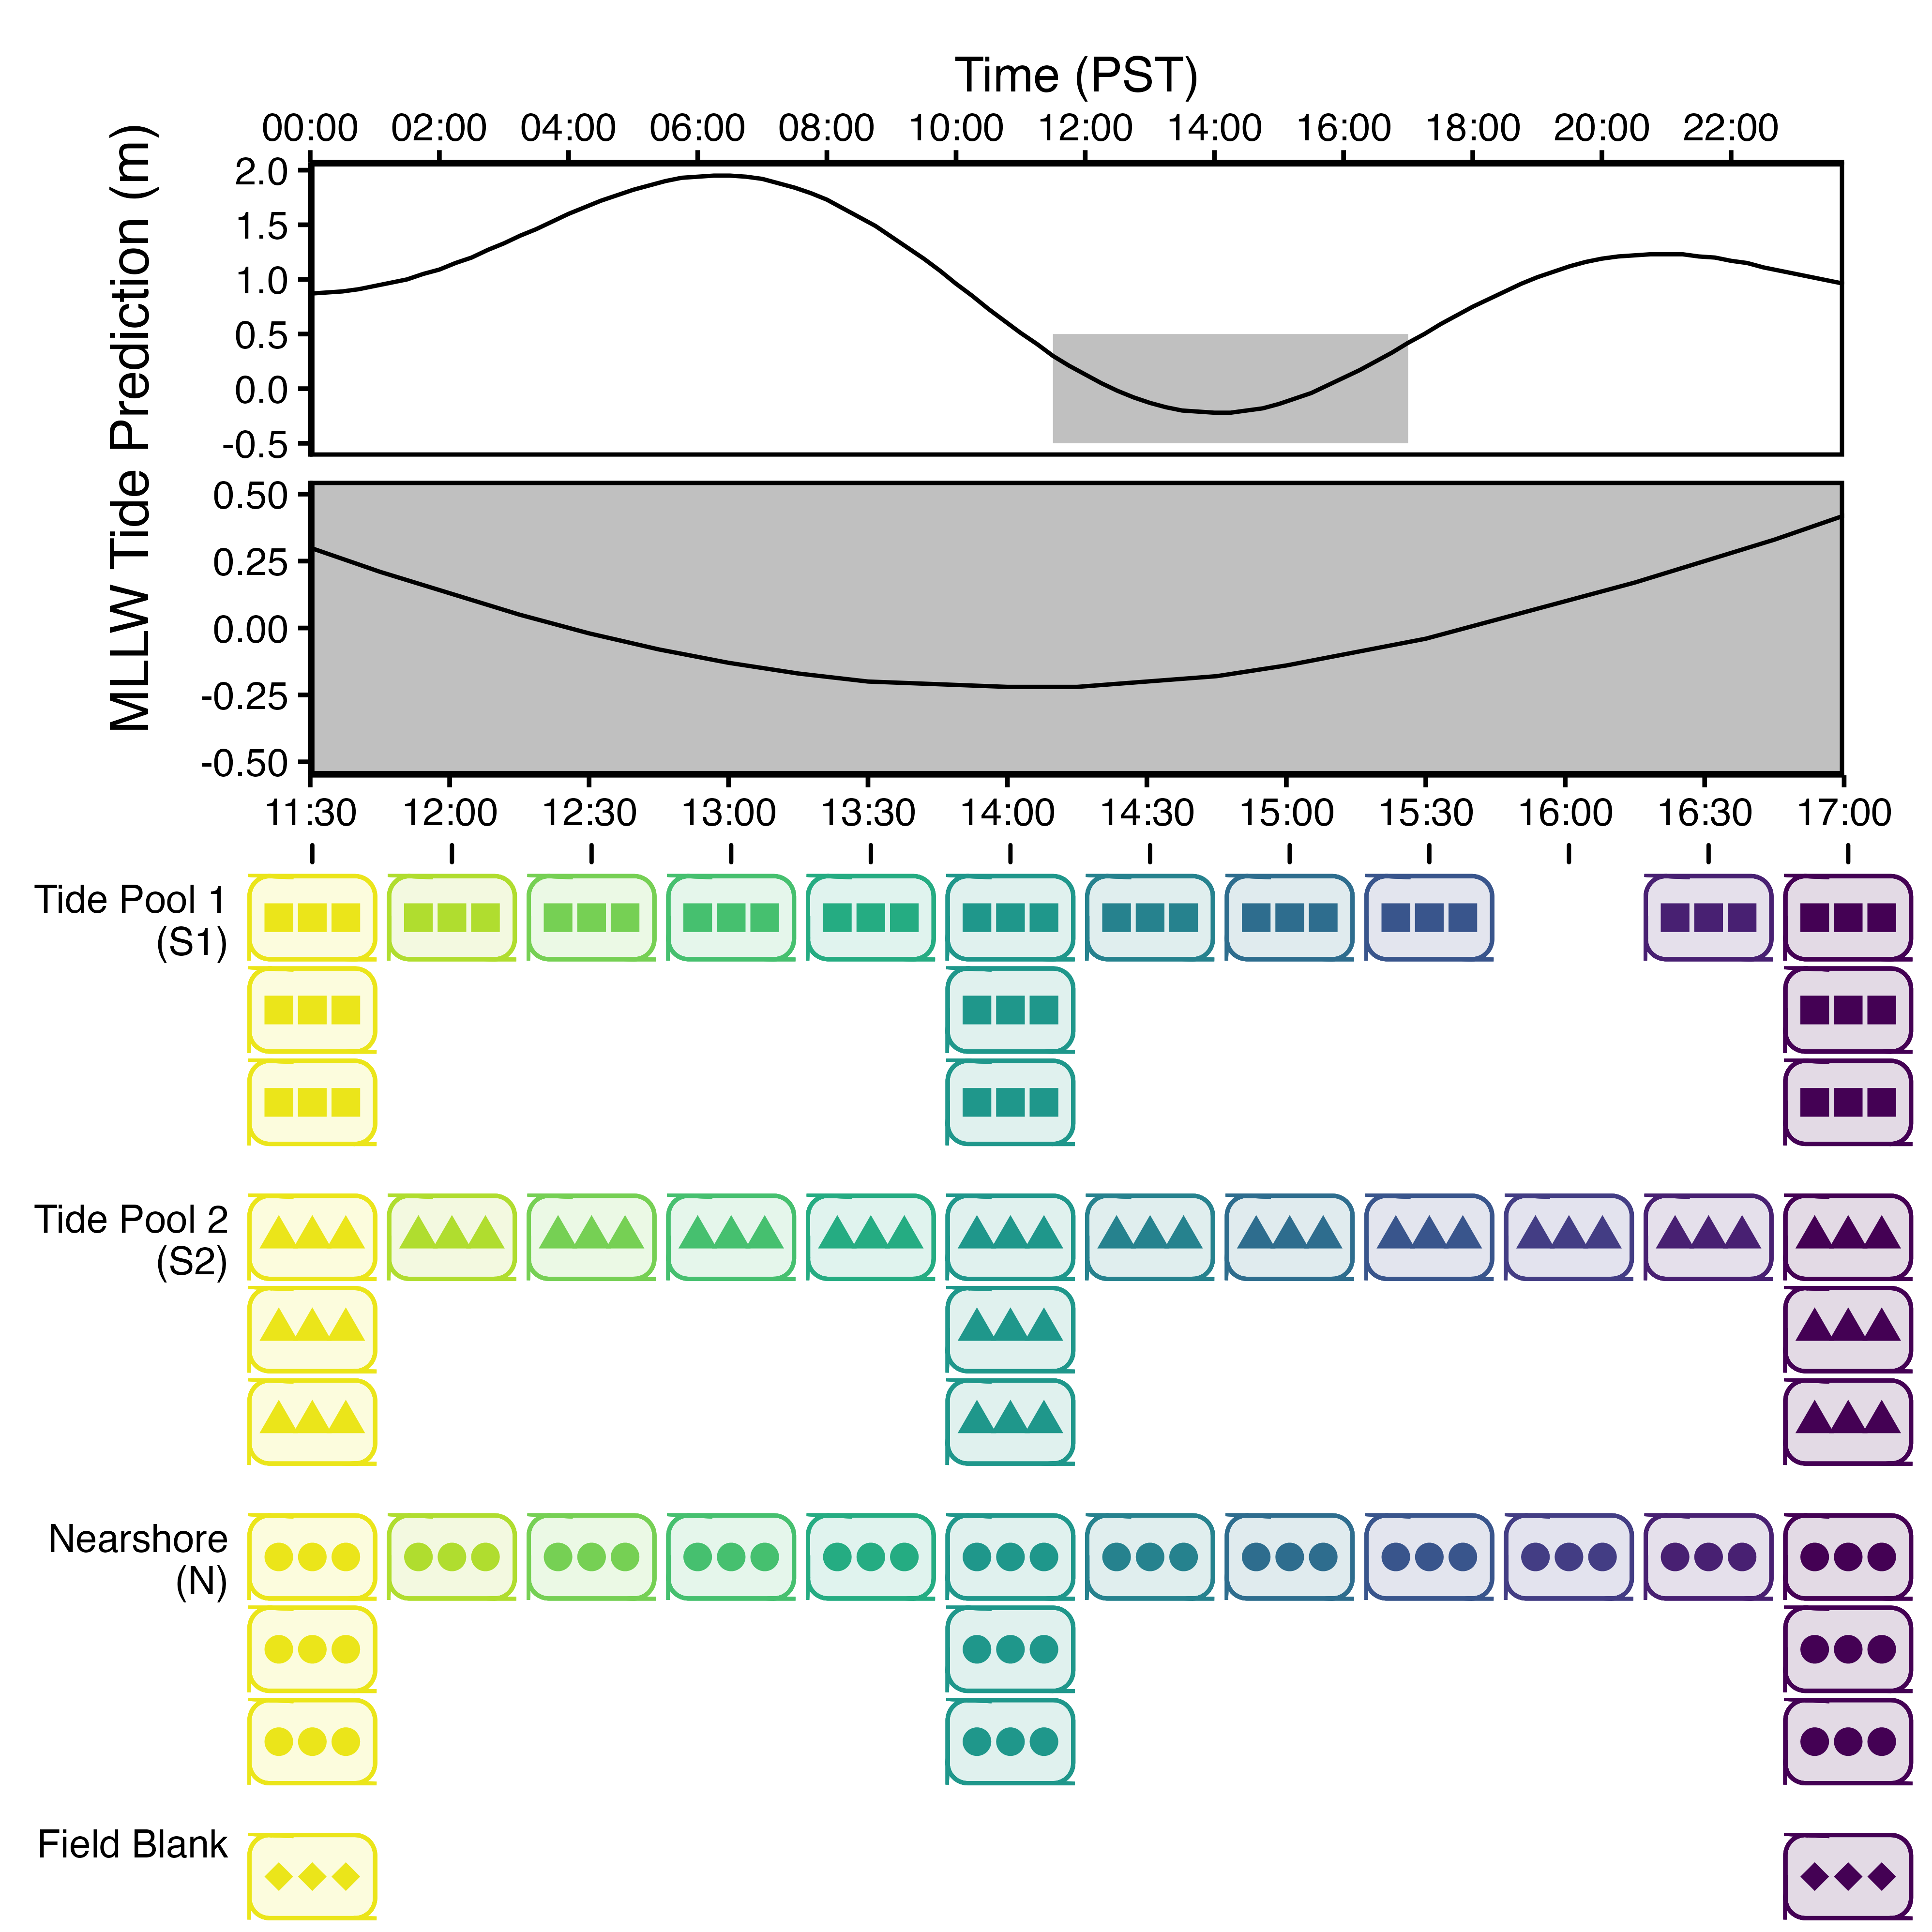 Time (PST)
00:00 02:00 04:00 06:00 08:00 10:00 12:00 14:00 16:00 18:00 20:00 22:00
MLLW Tide Prediction (m)
2.0
1.5
1.0
0.5
0.0
-0.5
0.50
0.25
0.00
-0.25
-0.50
11:30 12:00 12:30 13:00 13:30 14:00 14:30 15:00 15:30 16:00 16:30 17:00
Tide Pool 1
(S1)
Tide Pool 2
(S2)
Nearshore
(N)
Field Blank